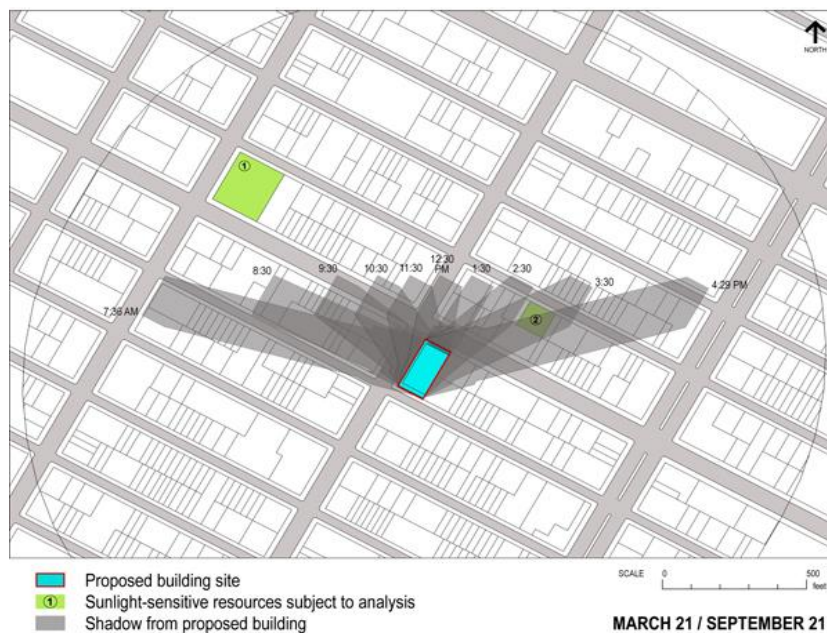 NORTH
①
12:30
PM
8:30
9:30
10:30
11:30
1:30
2:30
3:30
4:29 PM
7:36 AM
②
Proposed building site
① Sunlight-sensitive resources subject to analysis
Shadow from proposed building
SCALE 0 500
feet
MARCH 21 / SEPTEMBER 21